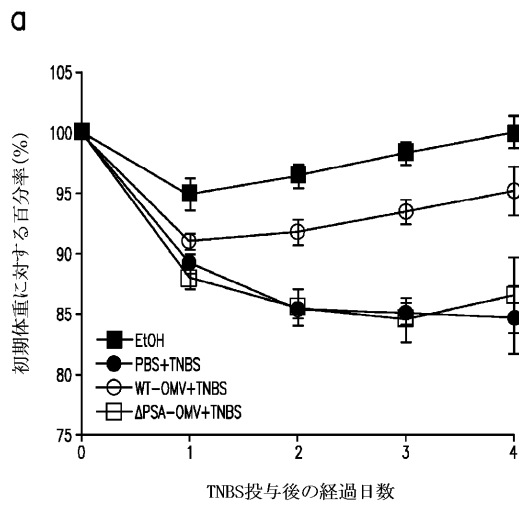 a
105
100
95
90
85
80
75
初期体重に対する百分率(%)
EtOH
PBS+TNBS
WT-OMV+TNBS
ΔPSA-OMV+TNBS
0 1 2 3 4
TNBS投与後の経過日数